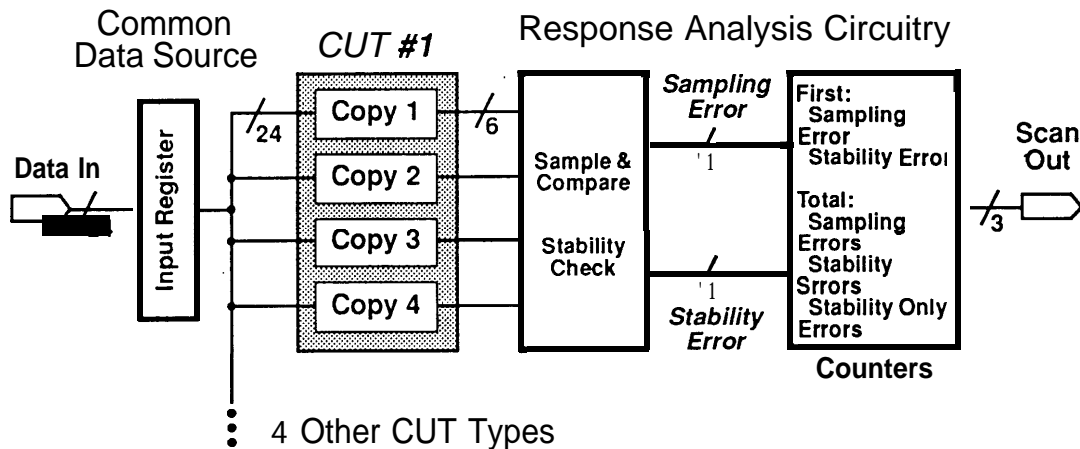 Common
Data Source
CUT #1
Response Analysis Circuitry
Data In
Input Register
24
Copy 1
Copy 2
Copy 3
Copy 4
6
Sample &
Compare
Stability
Check
Sampling
Error
'1
'1
Stability
Error
First:
Sampling
Error
Stability Error
Total:
Sampling
Errors
Stability
Srrors
Stability Only
Errors
Counters
Scan
Out
3
4 Other CUT Types